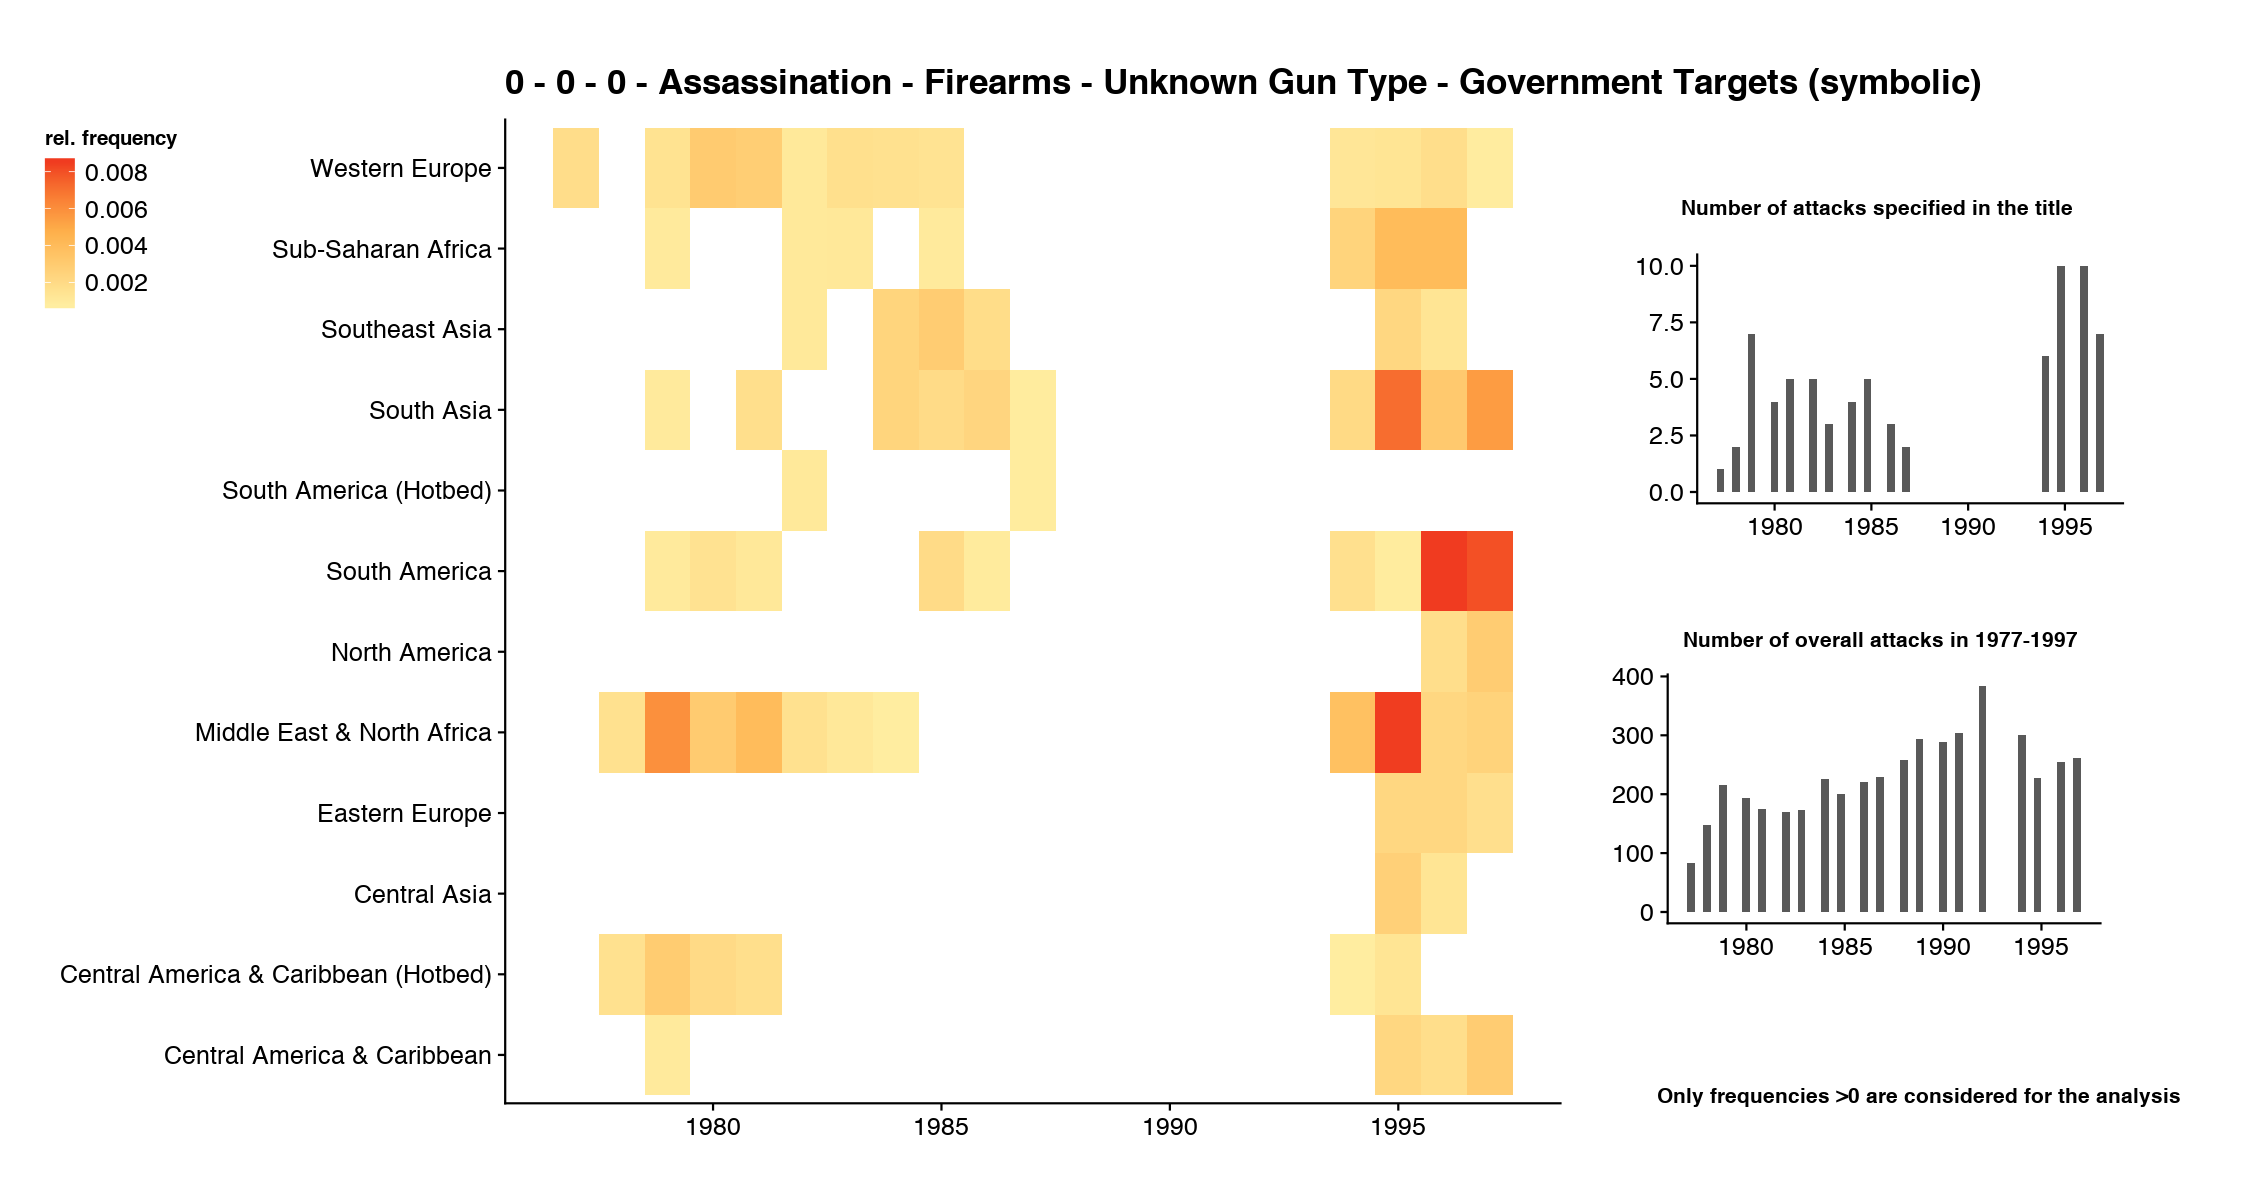 0 - 0 - 0 - Assassination - Firearms - Unknown Gun Type - Government Targets (symbolic)
rel. frequency
0.008
0.006
0.004
0.002
Western Europe
Sub-Saharan Africa
Southeast Asia
South Asia
South America (Hotbed)
South America
North America
Middle East & North Africa
Eastern Europe
Central Asia
Central America & Caribbean (Hotbed)
Central America & Caribbean
1980 1985 1990 1995
Number of attacks specified in the title
10.0
7.5
5.0
2.5
0.0
1980 1985 1990 1995
Number of overall attacks in 1977-1997
400
300
200
100
0
1980 1985 1990 1995
Only frequencies >0 are considered for the analysis